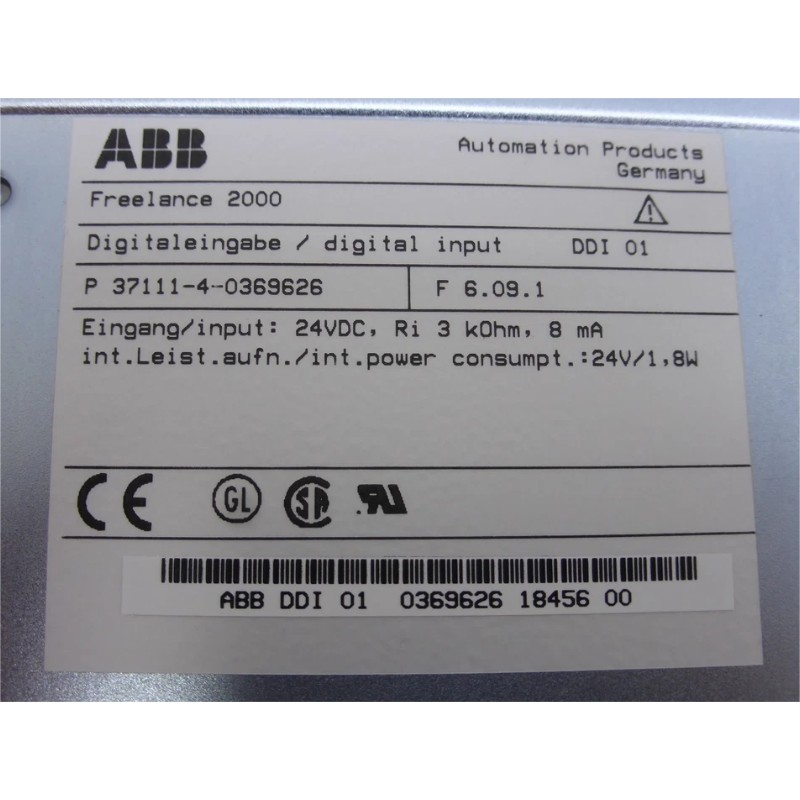 ABB
Automation Products
Germany
Freelance 2000
Digitaleingabe / digital input DDI 01
P 37111-4-0369626 F 6.09.1
Eingang/input: 24VDC, Ri 3 kOhm, 8 mA
int.Leist.aufn./int.power consumpt.:24V/1,8W
CE GL SA RU
ABB DDI 01 0369626 18456 00